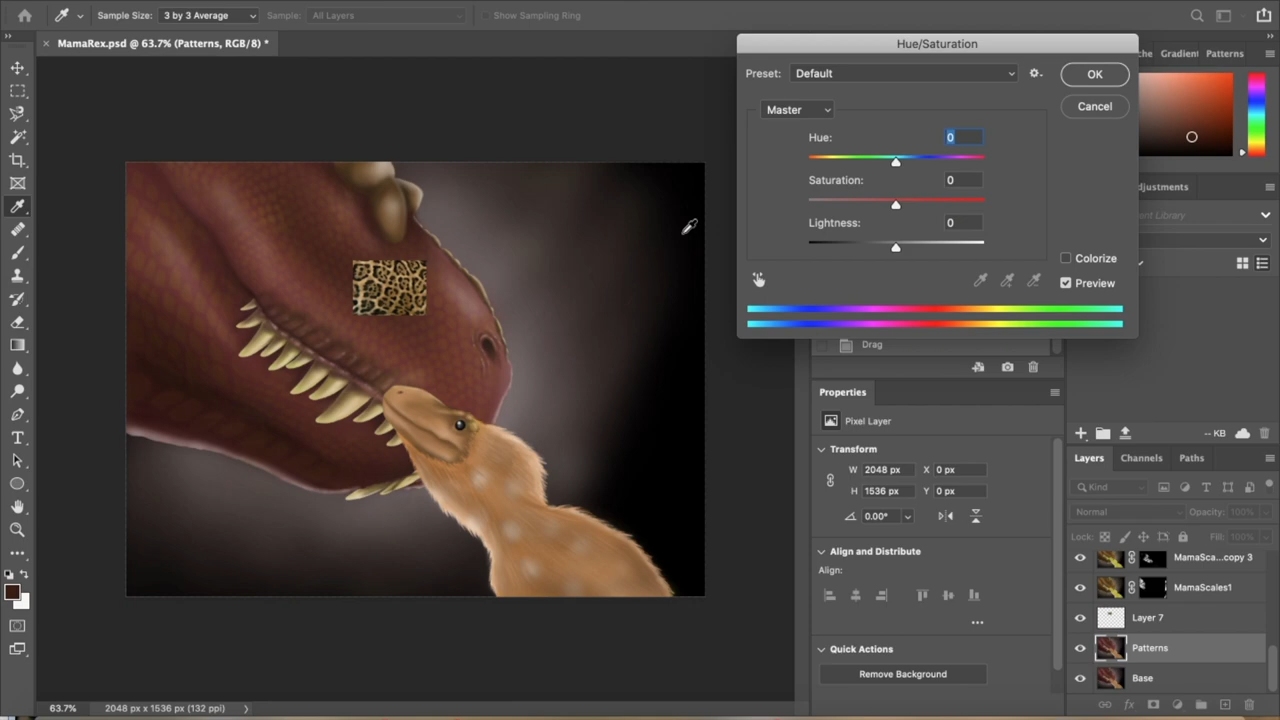 Sample Size: 3 by 3 Average Sample: All Layers Show Sampling Ring
MamaRex.psd @ 63.7% (Patterns, RGB/8) *
Hue/Saturation
Preset: Default
OK
Cancel
Master
Hue: 0
Saturation: 0
Lightness: 0
Colorize
Preview
Gradient Patterns
Drag
Properties
Pixel Layer
Transform
W 2048 px X 0 px
H 1536 px Y 0 px
0.00°
Align and Distribute
Align:
Quick Actions
Remove Background
-- KB
Layers Channels Paths
Kind
Normal Opacity: 100%
Lock: Fill: 100%
MamaSca...copy 3
MamaScales1
Layer 7
Patterns
Base
63.7% 2048 px x 1536 px (132 ppi)